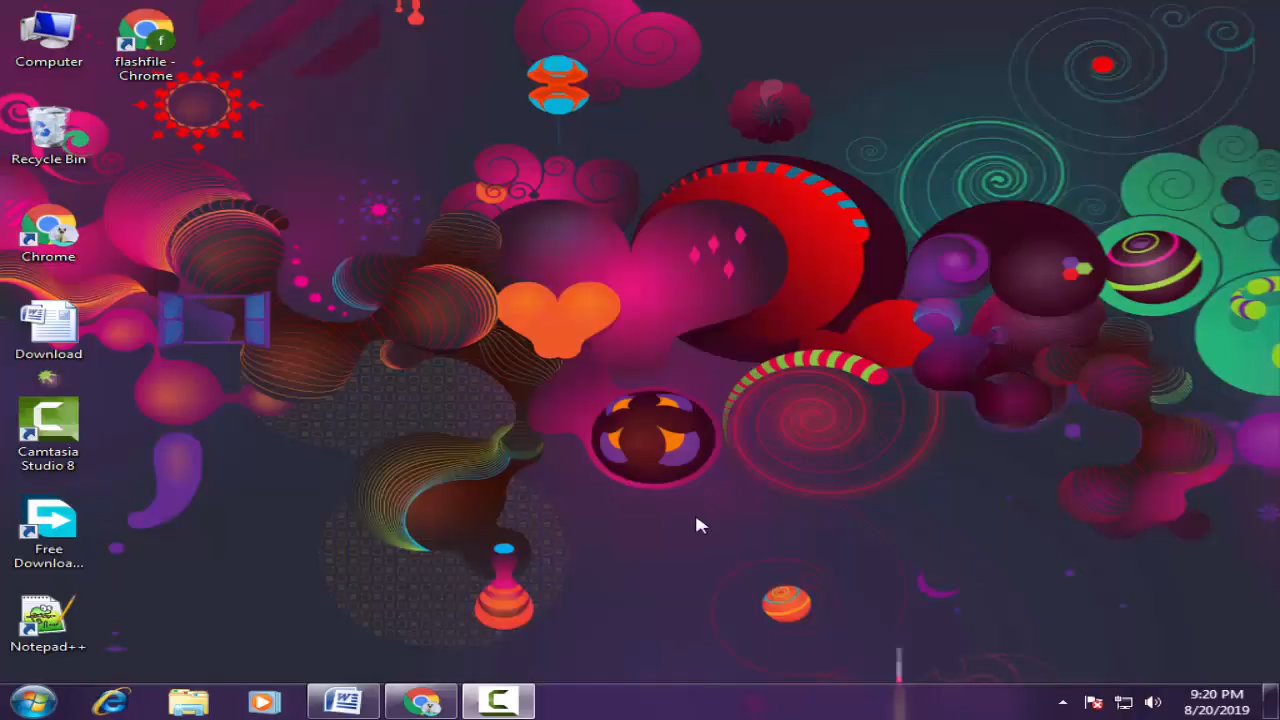 Computer
flashfile -
Chrome
Recycle Bin
Chrome
Download
Camtasia
Studio 8
Free
Downloa...
Notepad++
9:20 PM
8/20/2019